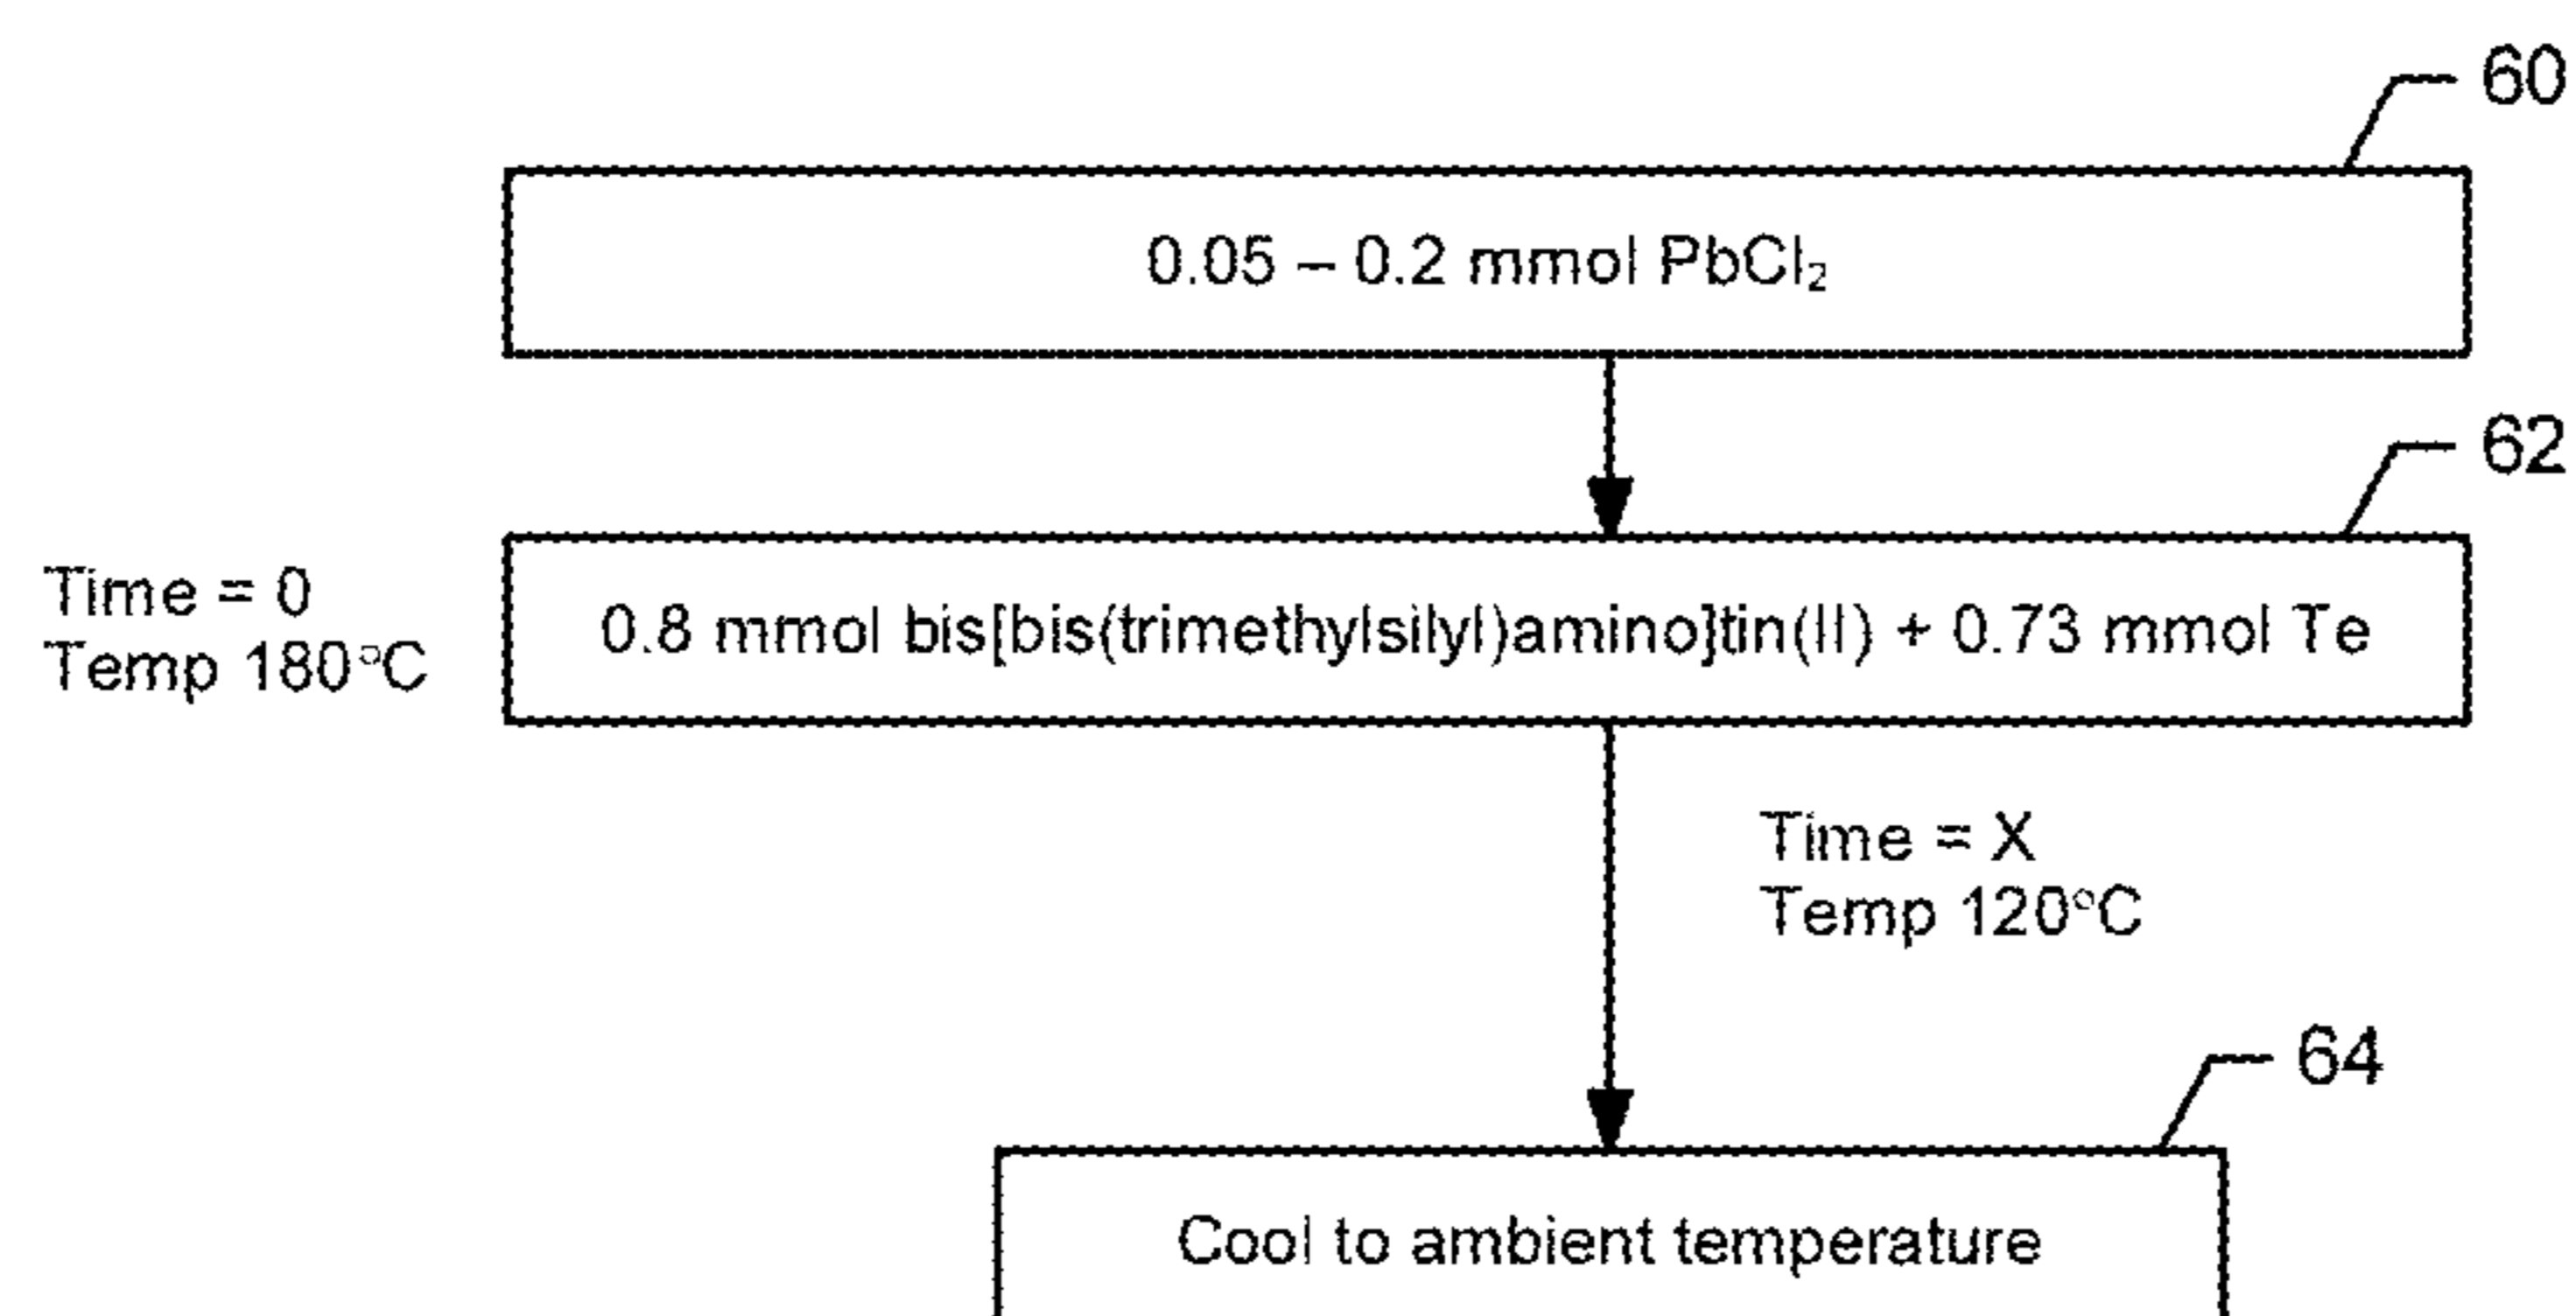 60
0.05 – 0.2 mmol PbCl₂
62
Time = 0
Temp 180°C
0.8 mmol bis[bis(trimethylsilyl)amino]tin(II) + 0.73 mmol Te
Time = X
Temp 120°C
64
Cool to ambient temperature